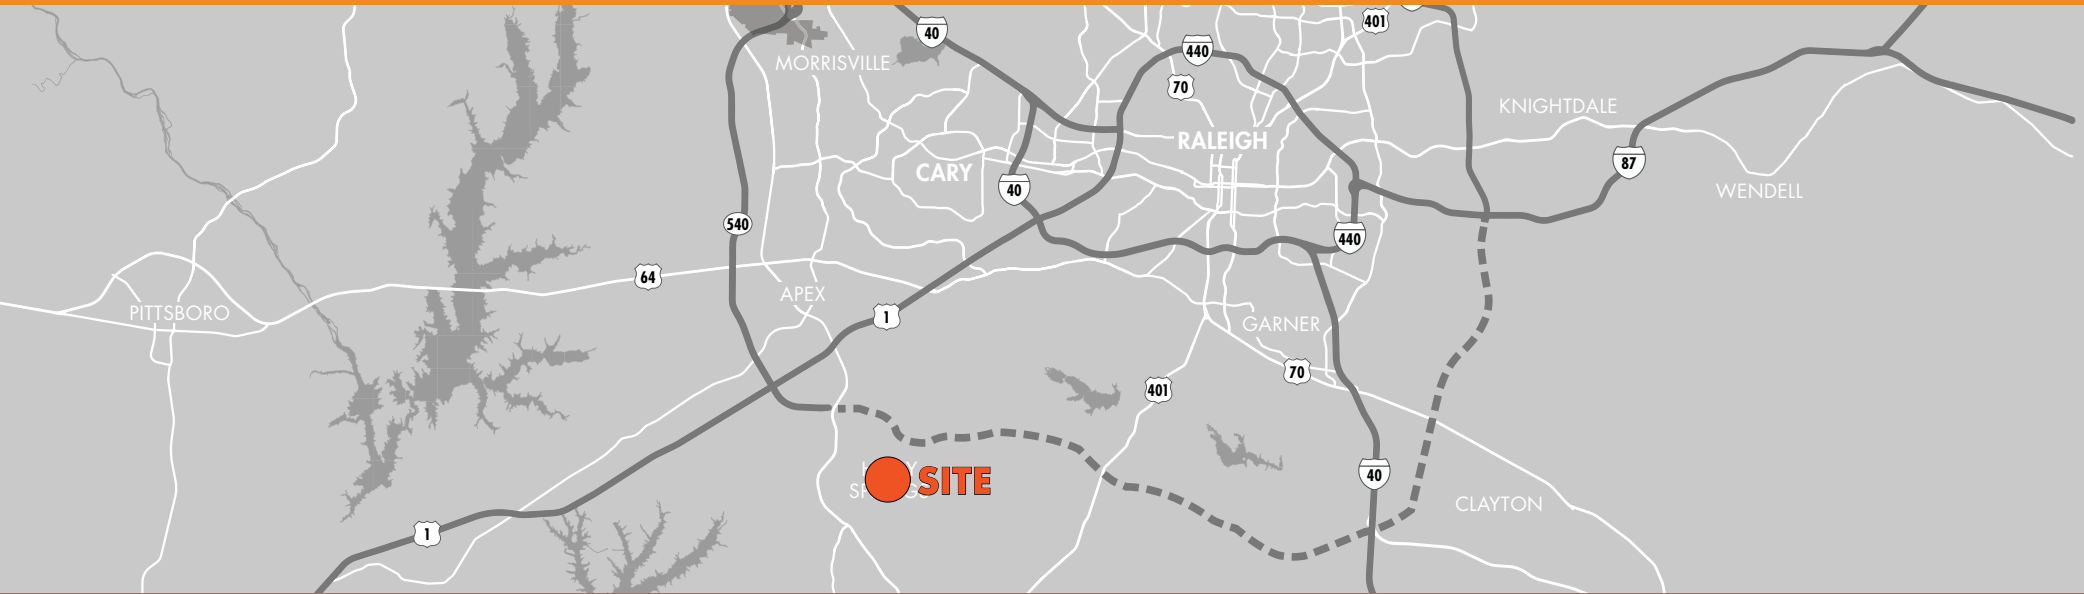 401
40
440
MORRISVILLE
70
KNIGHTDALE
RALEIGH
87
CARY
40
WENDELL
540
440
64
APEX
PITTSBORO
1
GARNER
70
401
40
SITE
CLAYTON
1